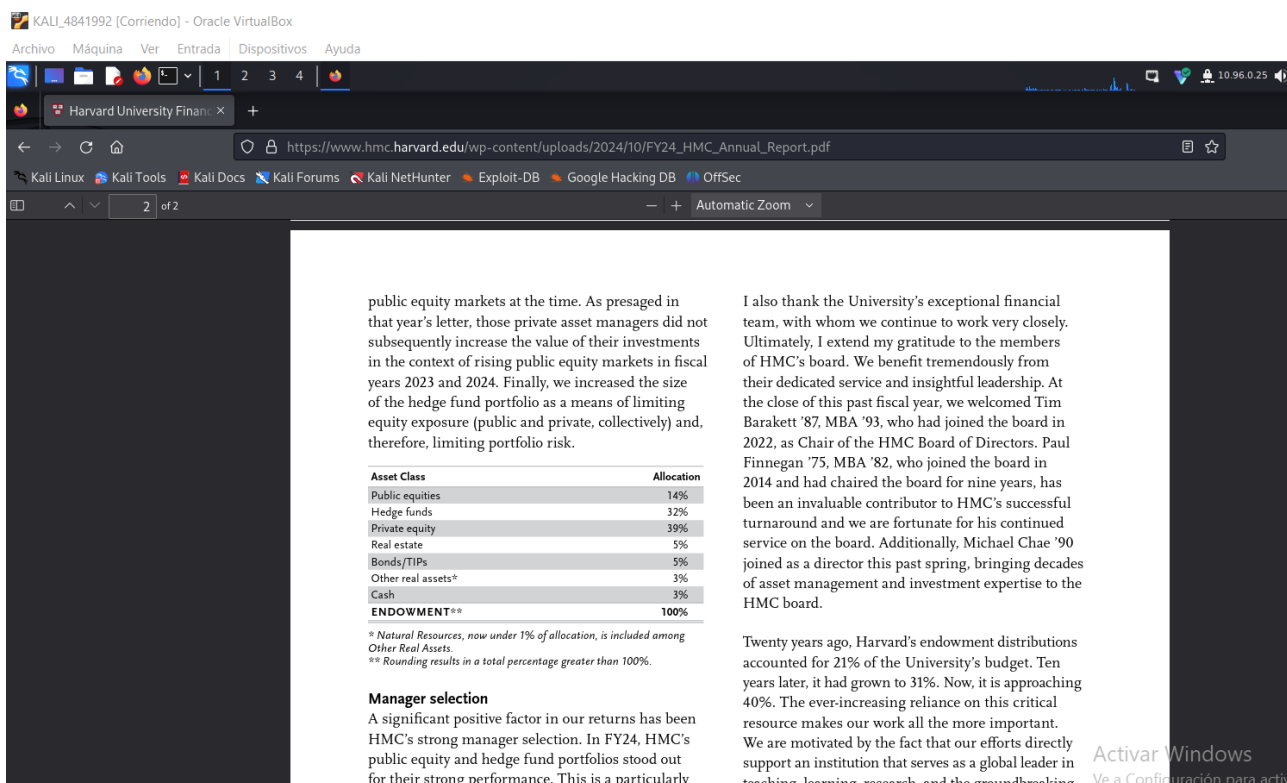 KALI_4841992 [Corriendo] - Oracle VirtualBox
Archivo Máquina Ver Entrada Dispositivos Ayuda
1 2 3 4 10.96.0.25
Harvard University Financ
https://www.hmc.harvard.edu/wp-content/uploads/2024/10/FY24_HMC_Annual_Report.pdf
Kali Linux Kali Tools Kali Docs Kali Forums Kali NetHunter Exploit-DB Google Hacking DB OffSec
2 of 2 Automatic Zoom
public equity markets at the time. As presaged in
that year's letter, those private asset managers did not
subsequently increase the value of their investments
in the context of rising public equity markets in fiscal
years 2023 and 2024. Finally, we increased the size
of the hedge fund portfolio as a means of limiting
equity exposure (public and private, collectively) and,
therefore, limiting portfolio risk.
Asset Class Allocation
Public equities 14%
Hedge funds 32%
Private equity 39%
Real estate 5%
Bonds/TIPs 5%
Other real assets* 3%
Cash 3%
ENDOWMENT** 100%
* Natural Resources, now under 1% of allocation, is included among
Other Real Assets.
** Rounding results in a total percentage greater than 100%.
Manager selection
A significant positive factor in our returns has been
HMC's strong manager selection. In FY24, HMC's
public equity and hedge fund portfolios stood out
for their strong performance. This is a particularly
I also thank the University's exceptional financial
team, with whom we continue to work very closely.
Ultimately, I extend my gratitude to the members
of HMC's board. We benefit tremendously from
their dedicated service and insightful leadership. At
the close of this past fiscal year, we welcomed Tim
Barakett '87, MBA '93, who had joined the board in
2022, as Chair of the HMC Board of Directors. Paul
Finnegan '75, MBA '82, who joined the board in
2014 and had chaired the board for nine years, has
been an invaluable contributor to HMC's successful
turnaround and we are fortunate for his continued
service on the board. Additionally, Michael Chae '90
joined as a director this past spring, bringing decades
of asset management and investment expertise to the
HMC board.
Twenty years ago, Harvard's endowment distributions
accounted for 21% of the University's budget. Ten
years later, it had grown to 31%. Now, it is approaching
40%. The ever-increasing reliance on this critical
resource makes our work all the more important.
We are motivated by the fact that our efforts directly
support an institution that serves as a global leader in
teaching, learning, research, and the groundbreaking
Activar Windows
Ve a Configuración para acti